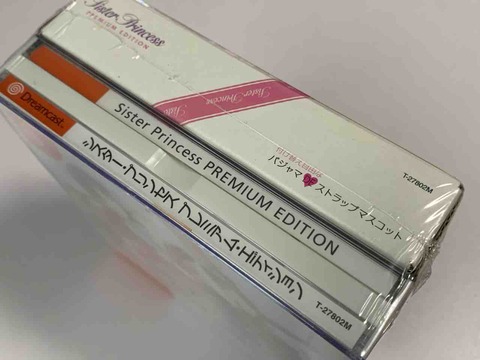 Sister Princess
PREMIUM EDITION
Sister Princess
パジャマ ストラップマスコット
T-27802M
Dreamcast
Sister Princess PREMIUM EDITION
シスター・プリンセス プレミアム・エディション
T-27802M